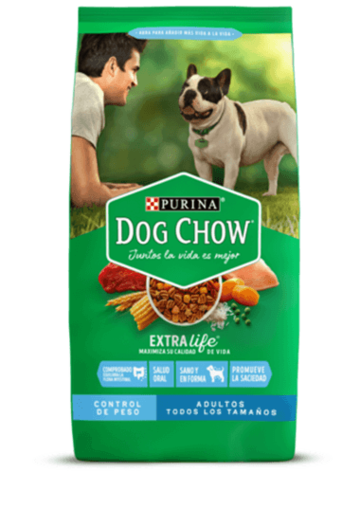 PURINA
DOG CHOW
Juntos la vida es mejor
EXTRA life
MAXIMIZA SU CALIDAD DE VIDA
COMPROBADO
SALUD
ORAL
SANO Y
EN FORMA
PROMUEVE
LA SACIEDAD
CONTROL
DE PESO
ADULTOS
TODOS LOS TAMAÑOS